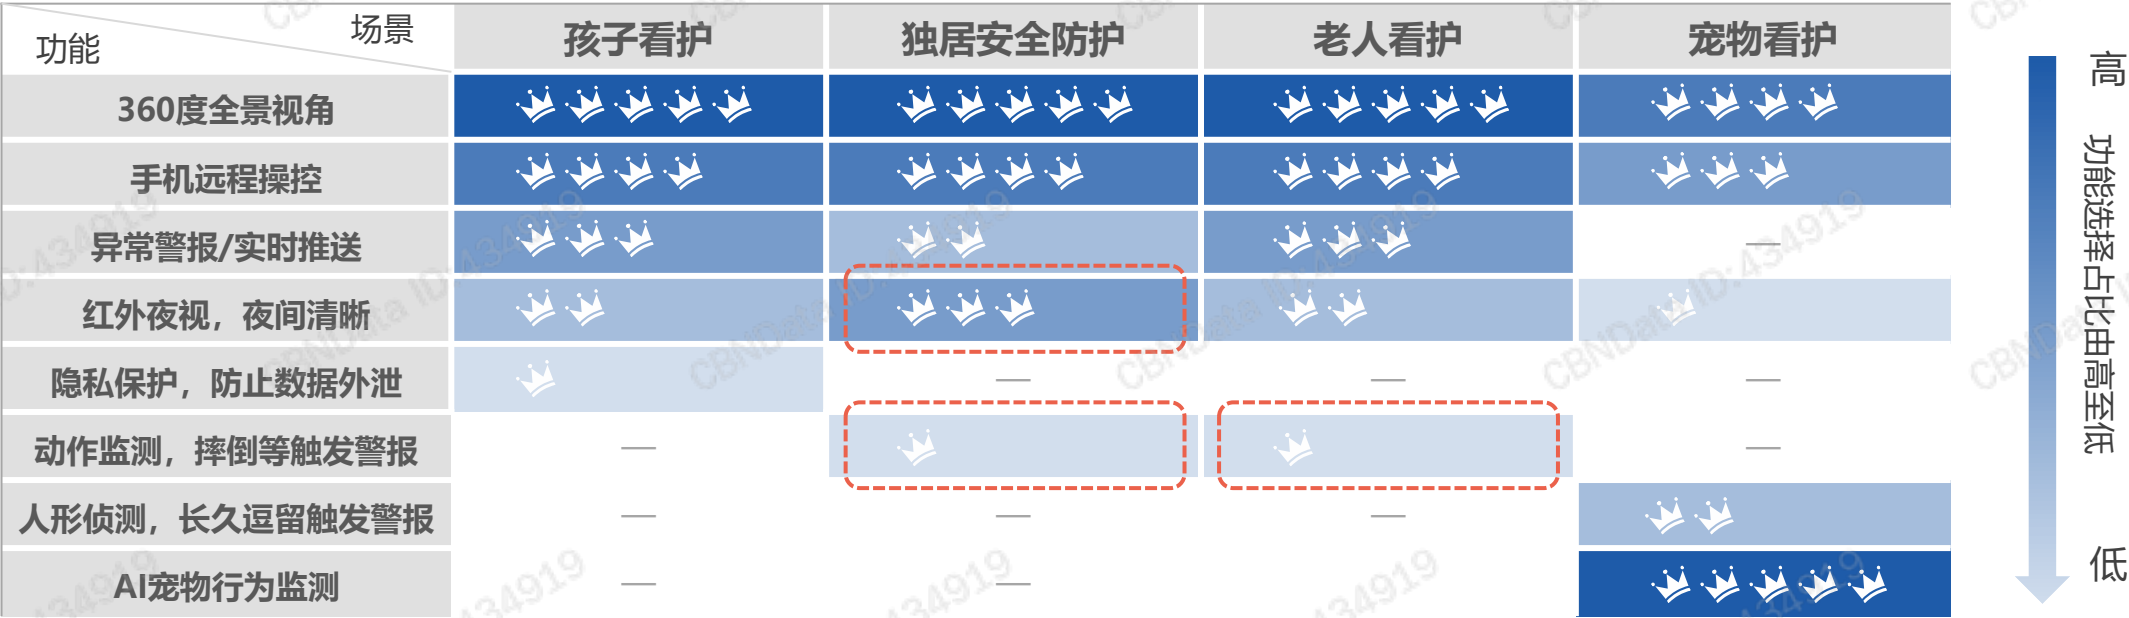 场景
功能
孩子看护 独居安全防护 老人看护 宠物看护
360度全景视角
手机远程操控
异常警报/实时推送 —
红外夜视，夜间清晰
隐私保护，防止数据外泄 — — —
动作监测，摔倒等触发警报 — —
人形侦测，长久逗留触发警报 — — —
AI宠物行为监测 — —
高
功能选择占比由高至低
低
CBNData ID:434919